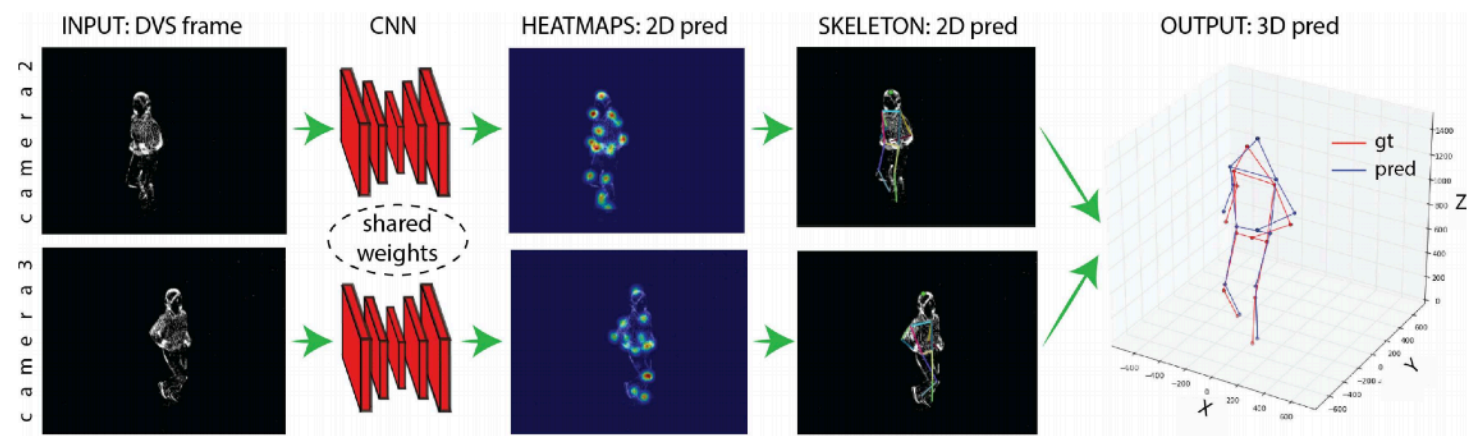 INPUT: DVS frame
CNN
HEATMAPS: 2D pred
SKELETON: 2D pred
OUTPUT: 3D pred
camera 2
shared
weights
camera 3
gt
pred
1400
1200
1000
800
600
400
200
0
Z
600
400
200
0
−200
−600
Y
−600
−400
−200
0
200
400
600
X